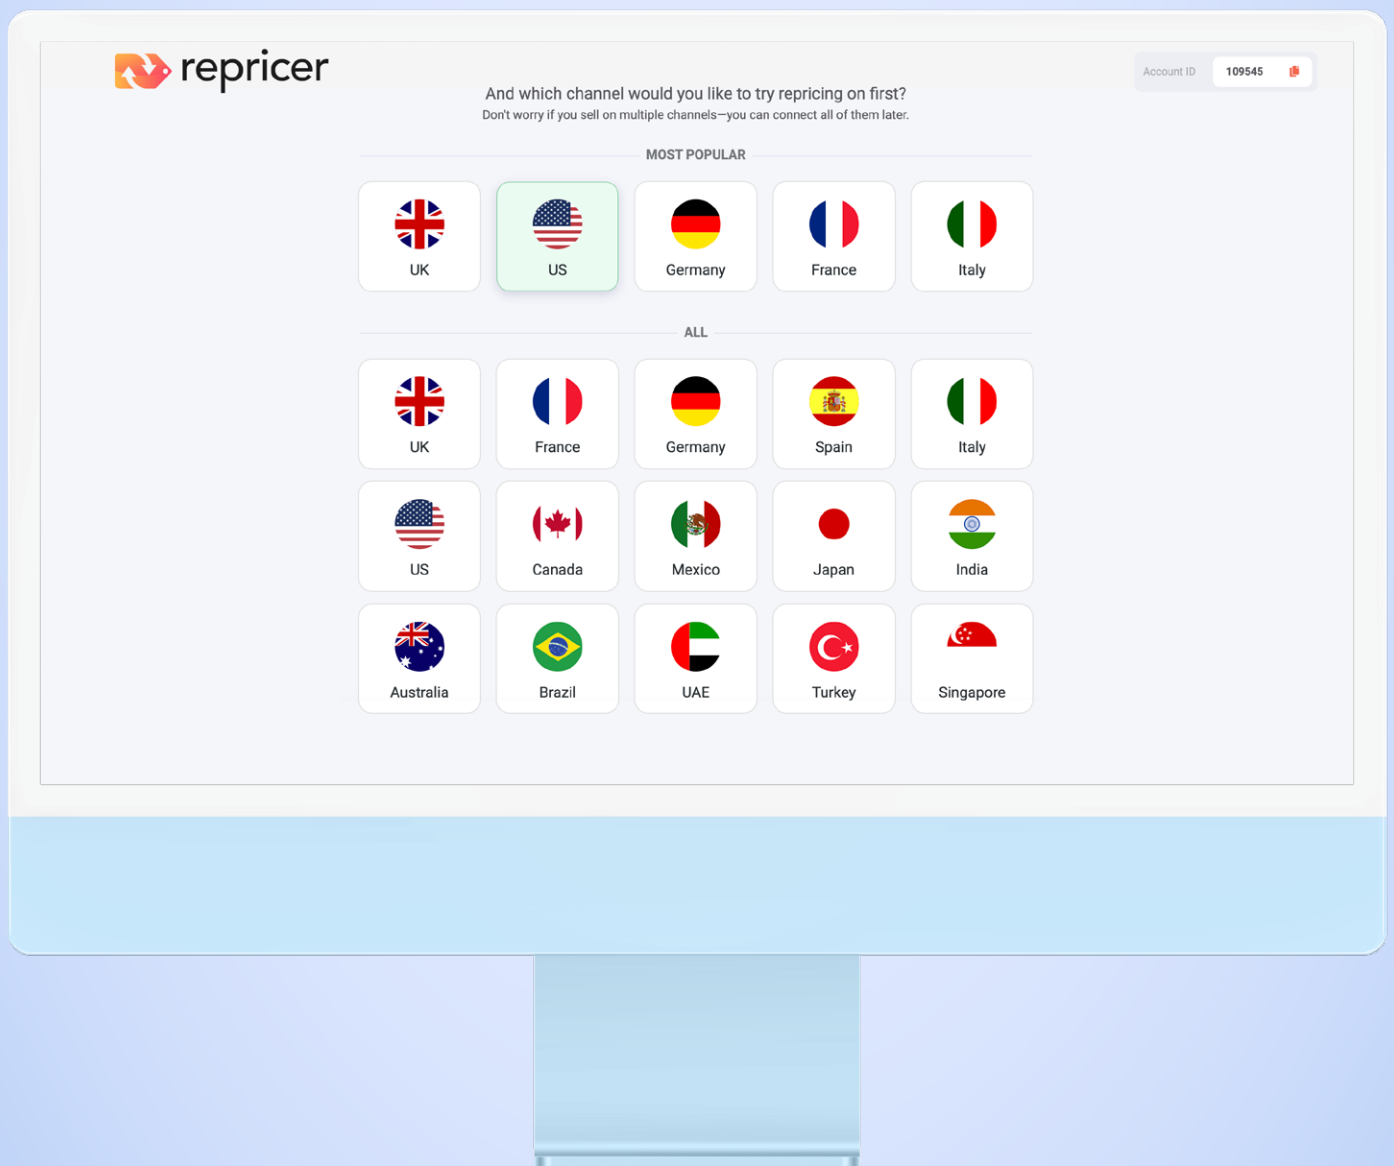 repricer
Account ID 109545
And which channel would you like to try repricing on first?
Don't worry if you sell on multiple channels—you can connect all of them later.
MOST POPULAR
UK US Germany France Italy
ALL
UK France Germany Spain Italy
US Canada Mexico Japan India
Australia Brazil UAE Turkey Singapore